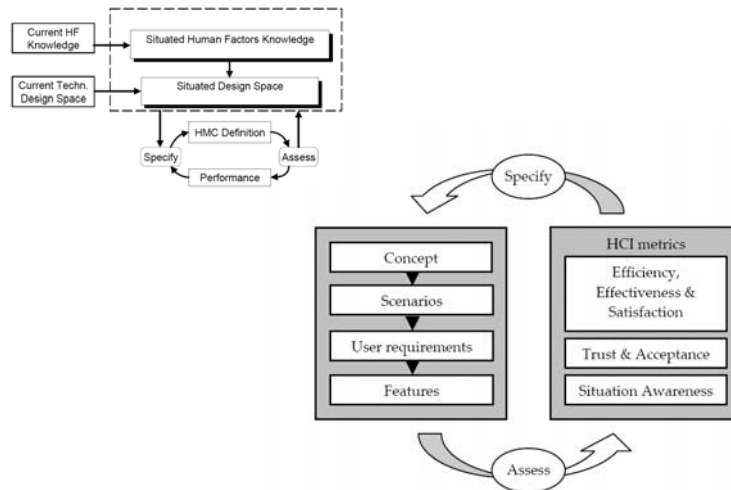 Current HF
Knowledge
Situated Human Factors Knowledge
Current Techn.
Design Space
Situated Design Space
HMC Definition
Specify
Assess
Performance
Specify
Concept
Scenarios
User requirements
Features
HCI metrics
Efficiency,
Effectiveness &
Satisfaction
Trust & Acceptance
Situation Awareness
Assess